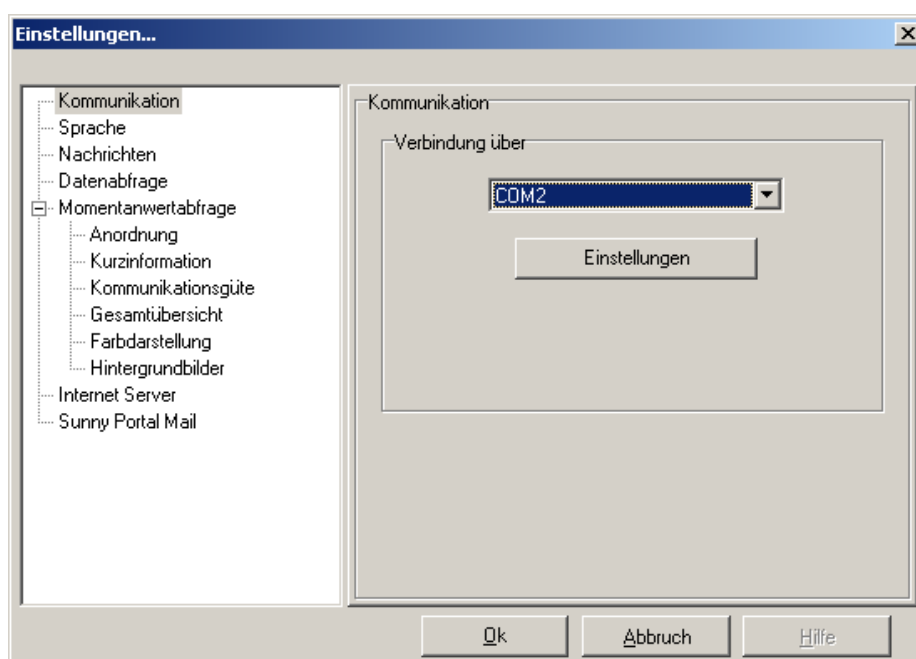 Einstellungen...
Kommunikation
Sprache
Nachrichten
Datenabfrage
Momentanwertabfrage
Anordnung
Kurzinformation
Kommunikationsgüte
Gesamtübersicht
Farbdarstellung
Hintergrundbilder
Internet Server
Sunny Portal Mail
Kommunikation
Verbindung über
COM2
Einstellungen
Ok
Abbruch
Hilfe